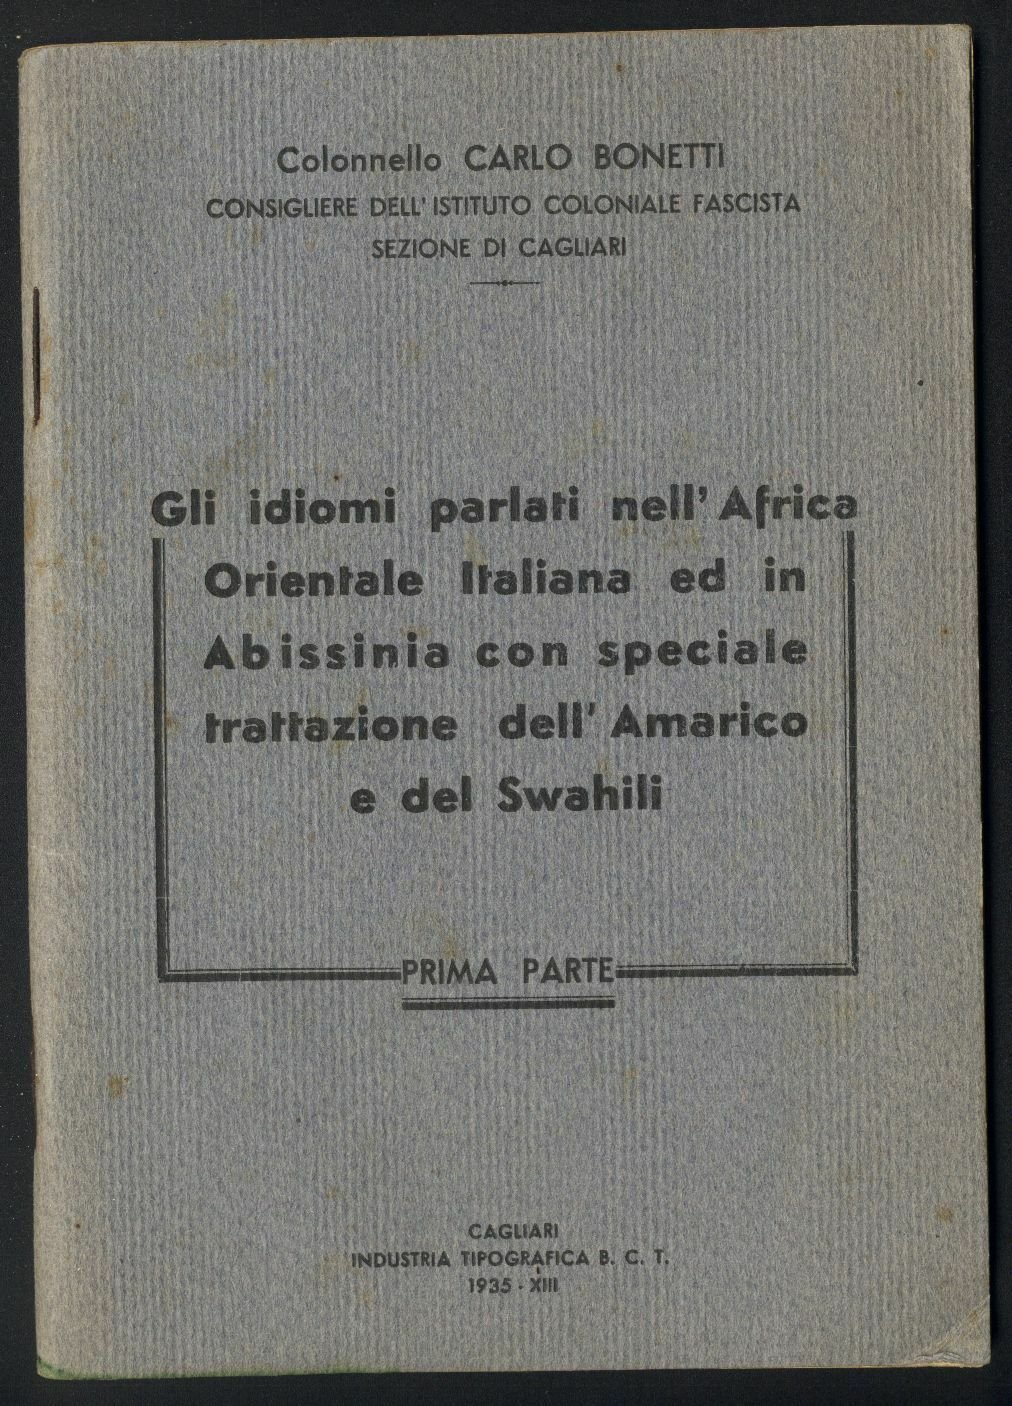 Colonnello CARLO BONETTI
CONSIGLIERE DELL' ISTITUTO COLONIALE FASCISTA
SEZIONE DI CAGLIARI
Gli idiomi parlati nell' Africa
Orientale Italiana ed in
Abissinia con speciale
trattazione dell' Amarico
e del Swahili
PRIMA PARTE
CAGLIARI
INDUSTRIA TIPOGRAFICA B. C. T.
1935 - XIII